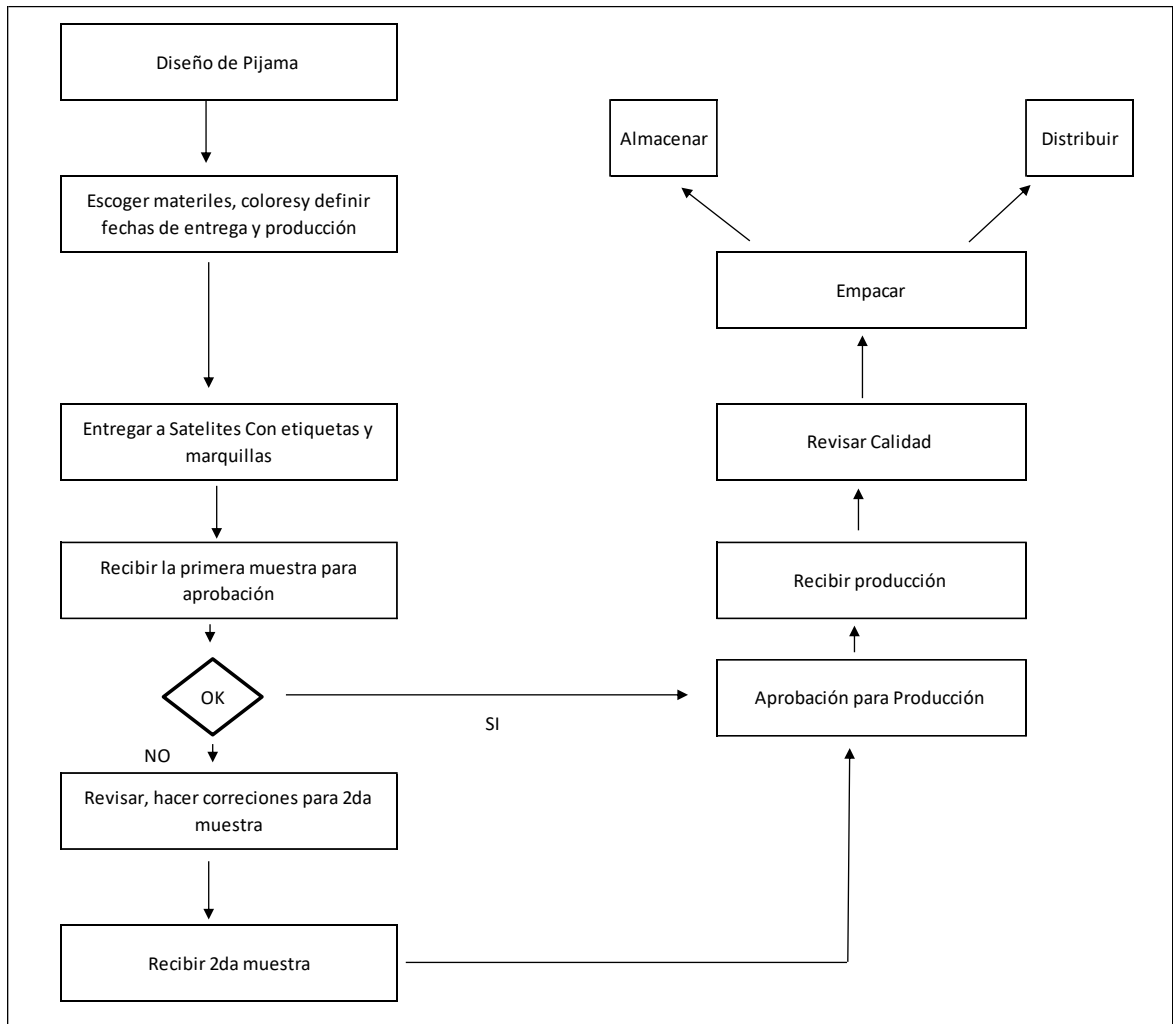 Diseño de Pijama
Escoger materiles, coloresy definir
fechas de entrega y producción
Entregar a Satelites Con etiquetas y
marquillas
Recibir la primera muestra para
aprobación
OK
SI
NO
Revisar, hacer correciones para 2da
muestra
Recibir 2da muestra
Almacenar
Distribuir
Empacar
Revisar Calidad
Recibir producción
Aprobación para Producción